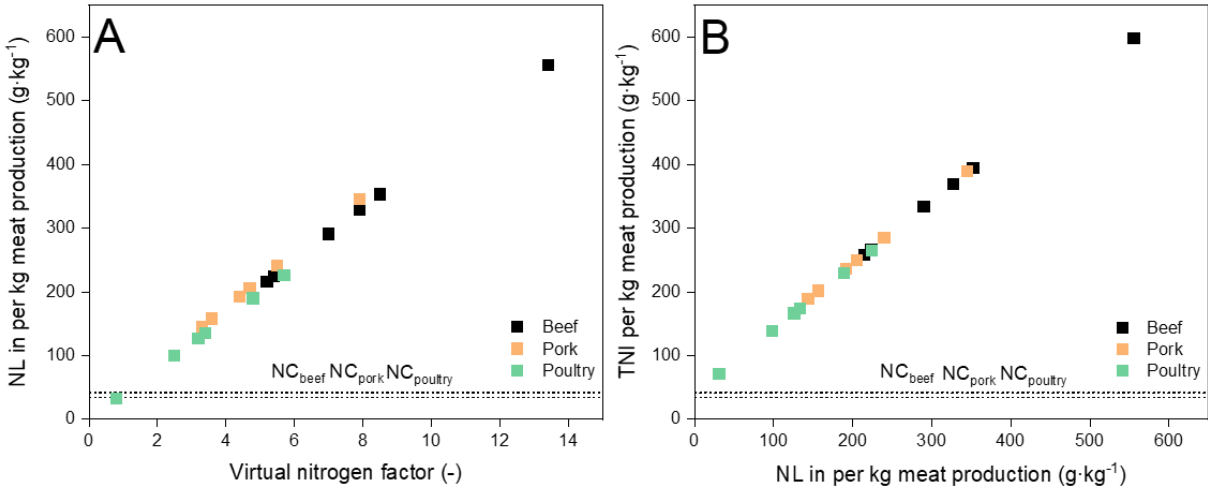 A
NL in per kg meat production (g·kg⁻¹)
600
500
400
300
200
100
0
Beef
Pork
Poultry
NCbeef NCpork NCpoultry
0 2 4 6 8 10 12 14
Virtual nitrogen factor (-)
B
TNI per kg meat production (g·kg⁻¹)
600
500
400
300
200
100
0
Beef
Pork
Poultry
NCbeef NCpork NCpoultry
0 100 200 300 400 500 600
NL in per kg meat production (g·kg⁻¹)